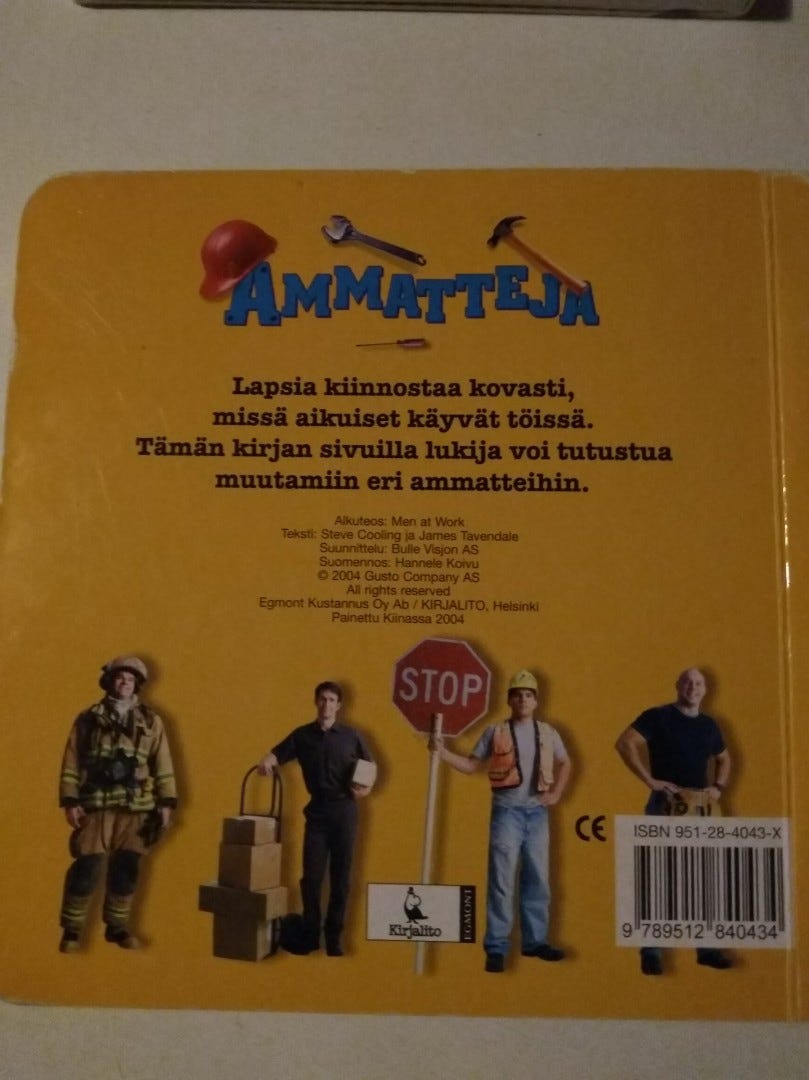 AMMATTEJA
Lapsia kiinnostaa kovasti,
missä aikuiset käyvät töissä.
Tämän kirjan sivuilla lukija voi tutustua
muutamiin eri ammatteihin.
Alkuteos: Men at Work
Teksti: Steve Cooling ja James Tavendale
Suunnittelu: Bulle Visjon AS
Suomennos: Hannele Koivu
© 2004 Gusto Company AS
All rights reserved
Egmont Kustannus Oy Ab / KIRJALITO, Helsinki
Painettu Kiinassa 2004
STOP
CE
ISBN 951-28-4043-X
9 789512 840434
Kirjalito
EGMONT